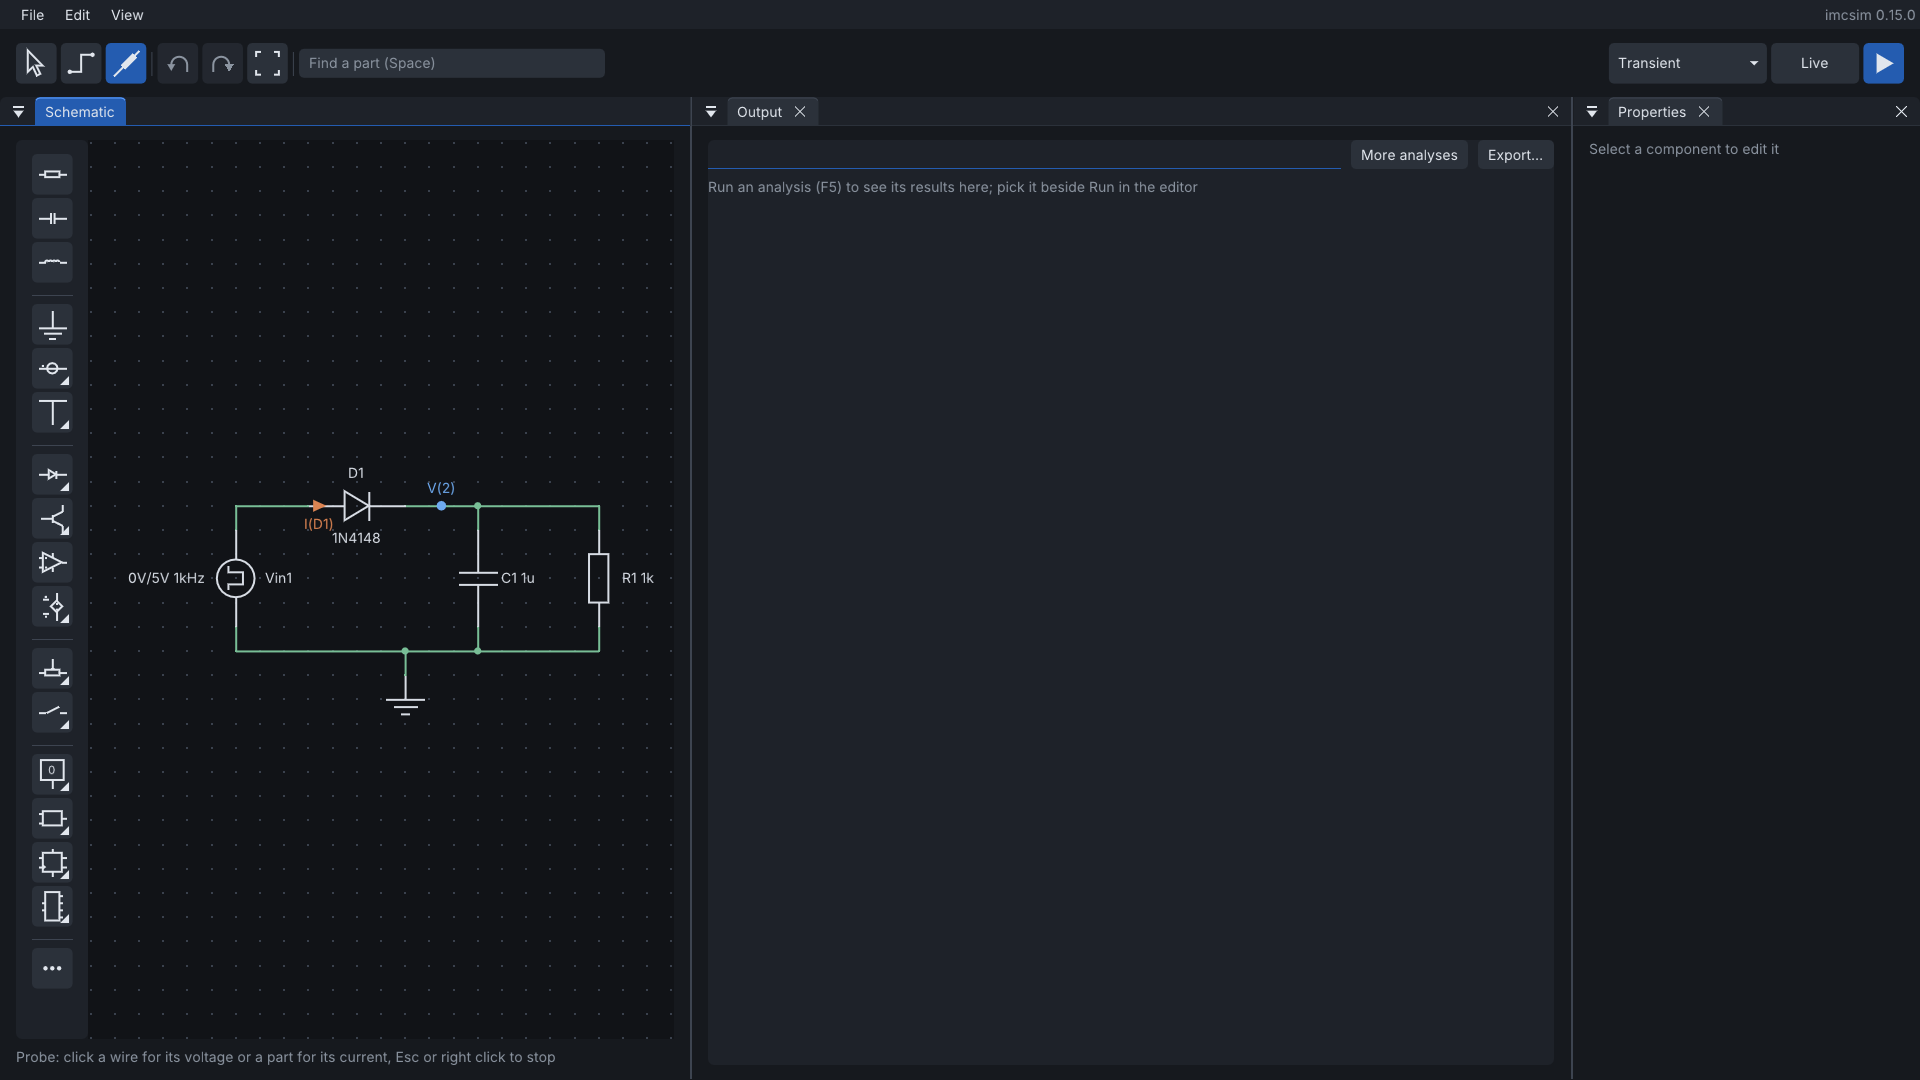 File Edit View
imcsim 0.15.0
Find a part (Space)
Transient
Live
Schematic
Output
Properties
More analyses
Export...
Run an analysis (F5) to see its results here; pick it beside Run in the editor
Select a component to edit it
D1
V(2)
I(D1)
1N4148
0V/5V 1kHz
Vin1
C1 1u
R1 1k
0
Probe: click a wire for its voltage or a part for its current, Esc or right click to stop